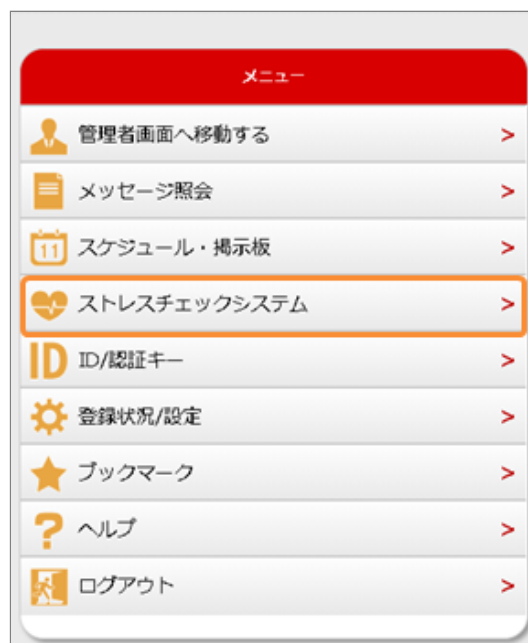 メニュー
管理者画面へ移動する >
メッセージ照会 >
11 スケジュール・掲示板 >
ストレスチェックシステム >
ID ID/認証キー >
登録状況/設定 >
ブックマーク >
? ヘルプ >
ログアウト >